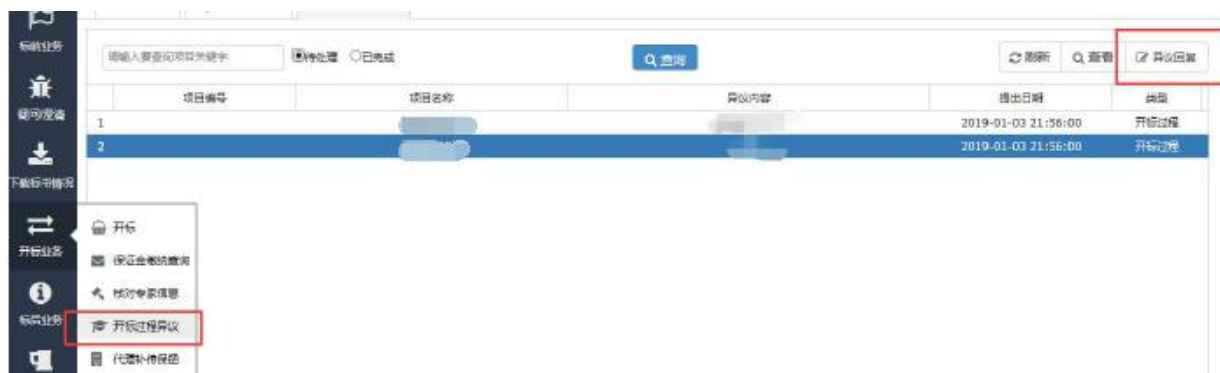 标前业务
疑问澄清
下载标书情况
开标业务
标后业务
请输入要查询项目关键字
待处理 已完成
查询
刷新 查看 异议回复
项目编号 项目名称 异议内容 提出日期 类型
1 2019-01-03 21:56:00 开标过程
2 2019-01-03 21:56:00 开标过程
开标
保证金缴纳查询
核对专家信息
开标过程异议
代理补传保函